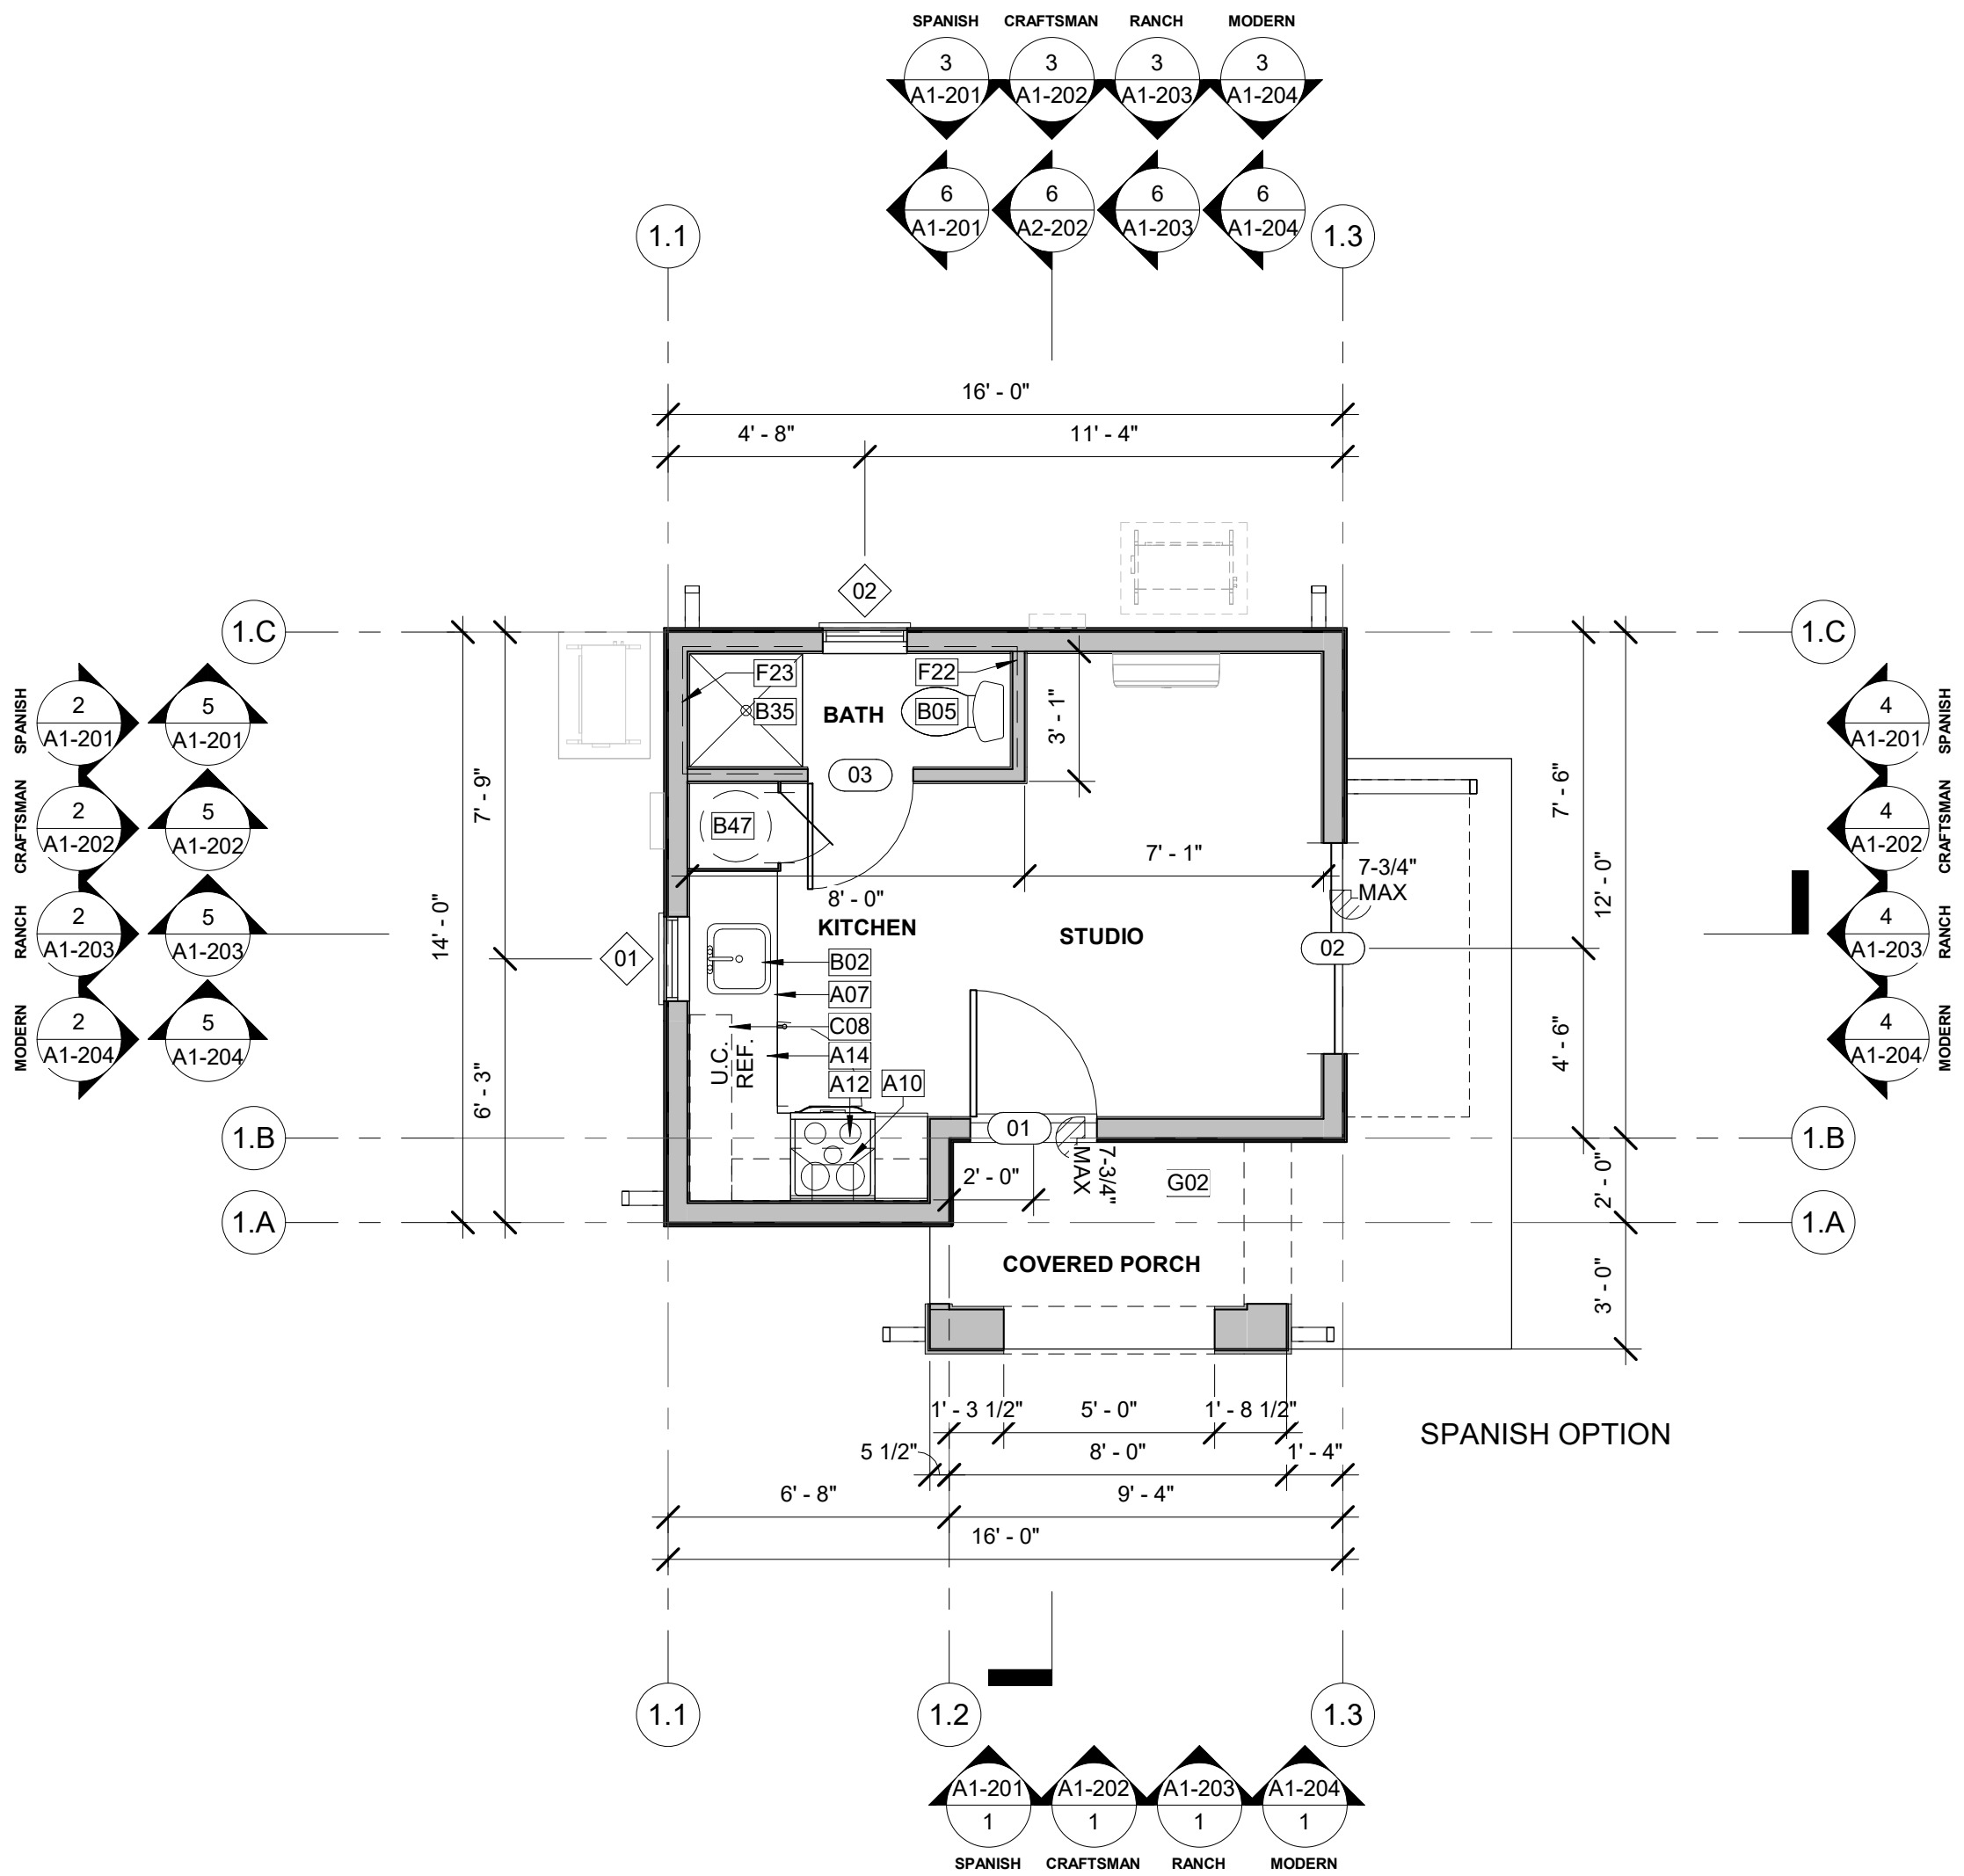 SPANISH CRAFTSMAN RANCH MODERN
3 3 3 3
A1-201 A1-202 A1-203 A1-204
6 6 6 6
A1-201 A2-202 A1-203 A1-204
1.1 1.3
16' - 0"
4' - 8" 11' - 4"
02
1.C 1.C
F23 F22
B35 BATH B05
3' - 1"
03
B47
7' - 9"
7' - 6"
SPANISH 2 A1-201 5 A1-201
CRAFTSMAN 2 A1-202 5 A1-202
RANCH 2 A1-203 5 A1-203
MODERN 2 A1-204 5 A1-204
4 A1-201 SPANISH
4 A1-202 CRAFTSMAN
4 A1-203 RANCH
4 A1-204 MODERN
7' - 1"
7-3/4"
MAX
8' - 0"
KITCHEN
STUDIO
14' - 0"
12' - 0"
01
02
B02
A07
C08
A14
A12 A10
U.C.
REF.
6' - 3"
4' - 6"
1.B 1.B
01
7-3/4"
MAX
2' - 0"
G02
2' - 0"
1.A 1.A
COVERED PORCH
3' - 0"
1' - 3 1/2" 5' - 0" 1' - 8 1/2"
SPANISH OPTION
5 1/2" 8' - 0" 1' - 4"
6' - 8" 9' - 4"
16' - 0"
1.1 1.2 1.3
A1-201 A1-202 A1-203 A1-204
1 1 1 1
SPANISH CRAFTSMAN RANCH MODERN